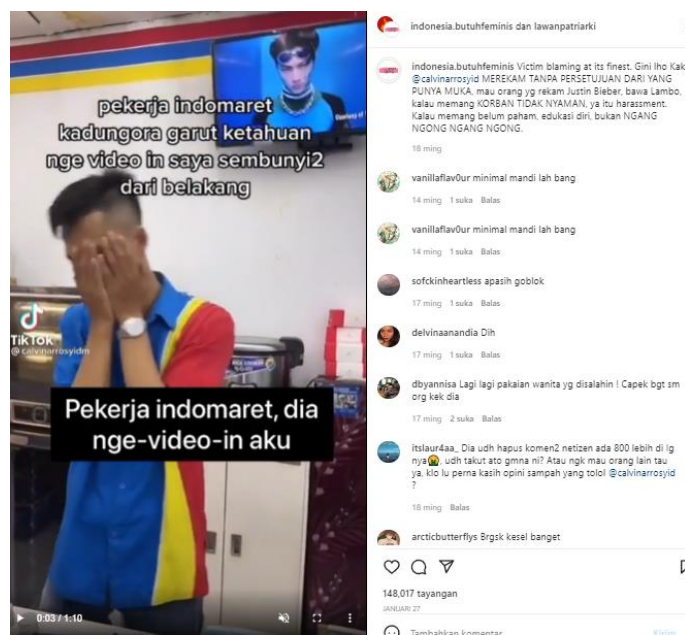 pekerja indomaret
kadungora garut ketahuan
nge video in saya sembunyi2
dari belakang
TikTok
@calvinarrosyidm
Pekerja indomaret, dia
nge-video-in aku
0:03 / 1:10
indonesia.butuhfeminis dan lawanpatriarki
indonesia.butuhfeminis Victim blaming at its finest. Gini lho Kak
@calvinarrosyid MEREKAM TANPA PERSETUJUAN DARI YANG
PUNYA MUKA, mau orang yg rekam Justin Bieber, bawa Lambo,
kalau memang KORBAN TIDAK NYAMAN, ya itu harassment.
Kalau memang belum paham, edukasi diri, bukan NGANG
NGONG NGANG NGONG.
18 ming
vanillaflav0ur minimal mandi lah bang
14 ming 1 suka Balas
vanillaflav0ur minimal mandi lah bang
14 ming 1 suka Balas
sofckinheartless apasih goblok
17 ming 1 suka Balas
delvinaanandia Dih
17 ming 1 suka Balas
dbyannisa Lagi lagi pakaian wanita yg disalahin ! Capek bgt sm
org kek dia
17 ming 2 suka Balas
itslaur4aa_ Dia udh hapus komen2 netizen ada 800 lebih di ig
nya, udh takut ato gmna ni? Atau ngk mau orang lain tau
ya, klo lu perna kasih opini sampah yang tolol @calvinarrosyid
?
18 ming Balas
arcticbutterflys Brgsk kesel banget
148,017 tayangan
JANUARI 27
Tambahkan komentar
Kirim